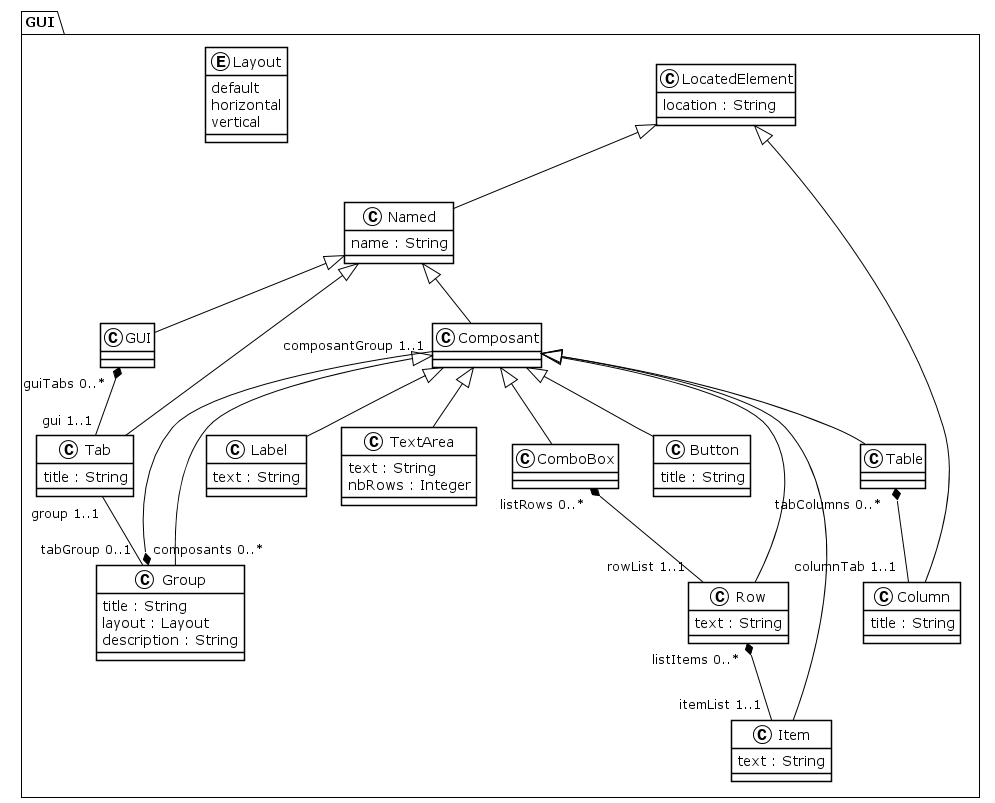 GUI
E Layout
default
horizontal
vertical
C LocatedElement
location : String
C Named
name : String
C GUI
composantGroup 1..1
C Composant
guiTabs 0..*
gui 1..1
C Tab
title : String
C Label
text : String
C TextArea
text : String
nbRows : Integer
C ComboBox
C Button
title : String
C Table
listRows 0..*
tabColumns 0..*
group 1..1
tabGroup 0..1
composants 0..*
rowList 1..1
columnTab 1..1
C Group
title : String
layout : Layout
description : String
C Row
text : String
C Column
title : String
listItems 0..*
itemList 1..1
C Item
text : String